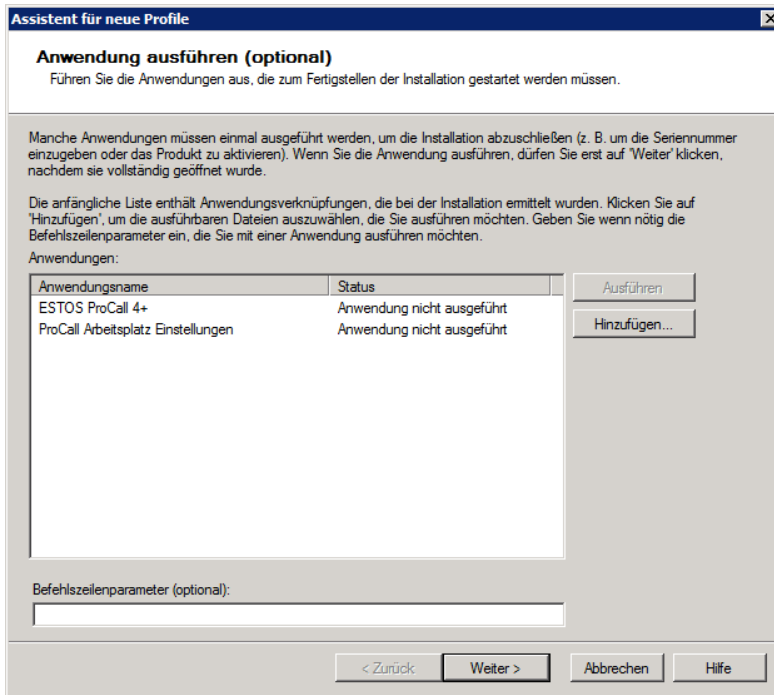 Assistent für neue Profile
Anwendung ausführen (optional)
Führen Sie die Anwendungen aus, die zum Fertigstellen der Installation gestartet werden müssen.
Manche Anwendungen müssen einmal ausgeführt werden, um die Installation abzuschließen (z. B. um die Seriennummer
einzugeben oder das Produkt zu aktivieren). Wenn Sie die Anwendung ausführen, dürfen Sie erst auf 'Weiter' klicken,
nachdem sie vollständig geöffnet wurde.
Die anfängliche Liste enthält Anwendungsverknüpfungen, die bei der Installation ermittelt wurden. Klicken Sie auf
'Hinzufügen', um die ausführbaren Dateien auszuwählen, die Sie ausführen möchten. Geben Sie wenn nötig die
Befehlszeilenparameter ein, die Sie mit einer Anwendung ausführen möchten.
Anwendungen:
Anwendungsname Status
ESTOS ProCall 4+ Anwendung nicht ausgeführt
ProCall Arbeitsplatz Einstellungen Anwendung nicht ausgeführt
Ausführen
Hinzufügen...
Befehlszeilenparameter (optional):
< Zurück Weiter > Abbrechen Hilfe